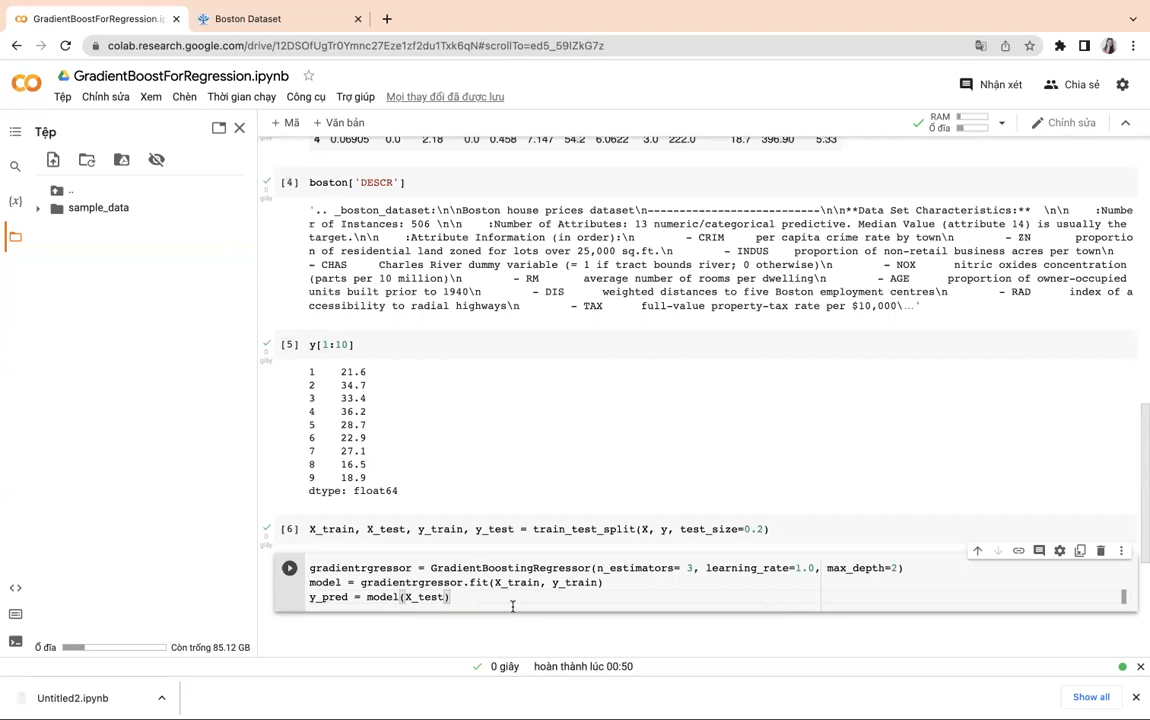 GradientBoostForRegression.i
Boston Dataset
colab.research.google.com/drive/12DSOfUgTr0Ymnc27Eze1zf2du1Txk6qN#scrollTo=ed5_59IZkG7z
GradientBoostForRegression.ipynb
Nhận xét
Chia sẻ
Tệp Chỉnh sửa Xem Chèn Thời gian chạy Công cụ Trợ giúp Mọi thay đổi đã được lưu
Tệp
+ Mã + Văn bản
RAM
Ổ đĩa
Chỉnh sửa
..
sample_data
4 0.06905 0.0 2.18 0.0 0.458 7.147 54.2 6.0622 3.0 222.0 18.7 396.90 5.33
[4] boston['DESCR']
0
giây
'.. _boston_dataset:\n\nBoston house prices dataset\n---------------------------\n\n**Data Set Characteristics:** \n\n :Numbe
r of Instances: 506 \n\n :Number of Attributes: 13 numeric/categorical predictive. Median Value (attribute 14) is usually the
target.\n\n :Attribute Information (in order):\n - CRIM per capita crime rate by town\n - ZN proportio
n of residential land zoned for lots over 25,000 sq.ft.\n - INDUS proportion of non-retail business acres per town\n
- CHAS Charles River dummy variable (= 1 if tract bounds river; 0 otherwise)\n - NOX nitric oxides concentration
(parts per 10 million)\n - RM average number of rooms per dwelling\n - AGE proportion of owner-occupied
units built prior to 1940\n - DIS weighted distances to five Boston employment centres\n - RAD index of a
ccessibility to radial highways\n - TAX full-value property-tax rate per $10,000\...'
[5] y[1:10]
0
giây
1 21.6
2 34.7
3 33.4
4 36.2
5 28.7
6 22.9
7 27.1
8 16.5
9 18.9
dtype: float64
[6] X_train, X_test, y_train, y_test = train_test_split(X, y, test_size=0.2)
0
giây
gradientrgressor = GradientBoostingRegressor(n_estimators= 3, learning_rate=1.0, max_depth=2)
model = gradientrgressor.fit(X_train, y_train)
y_pred = model(X_test)
Ổ đĩa Còn trống 85.12 GB
0 giây hoàn thành lúc 00:50
Untitled2.ipynb
Show all